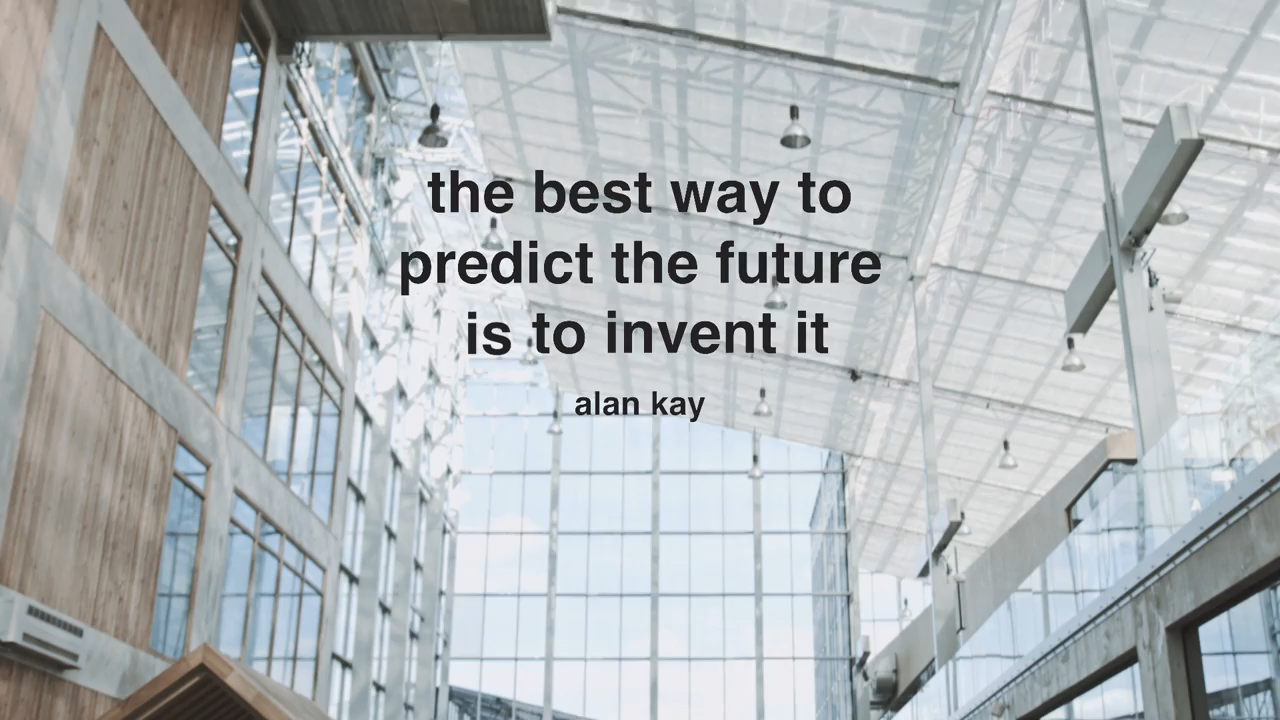 the best way to
predict the future
is to invent it
alan kay